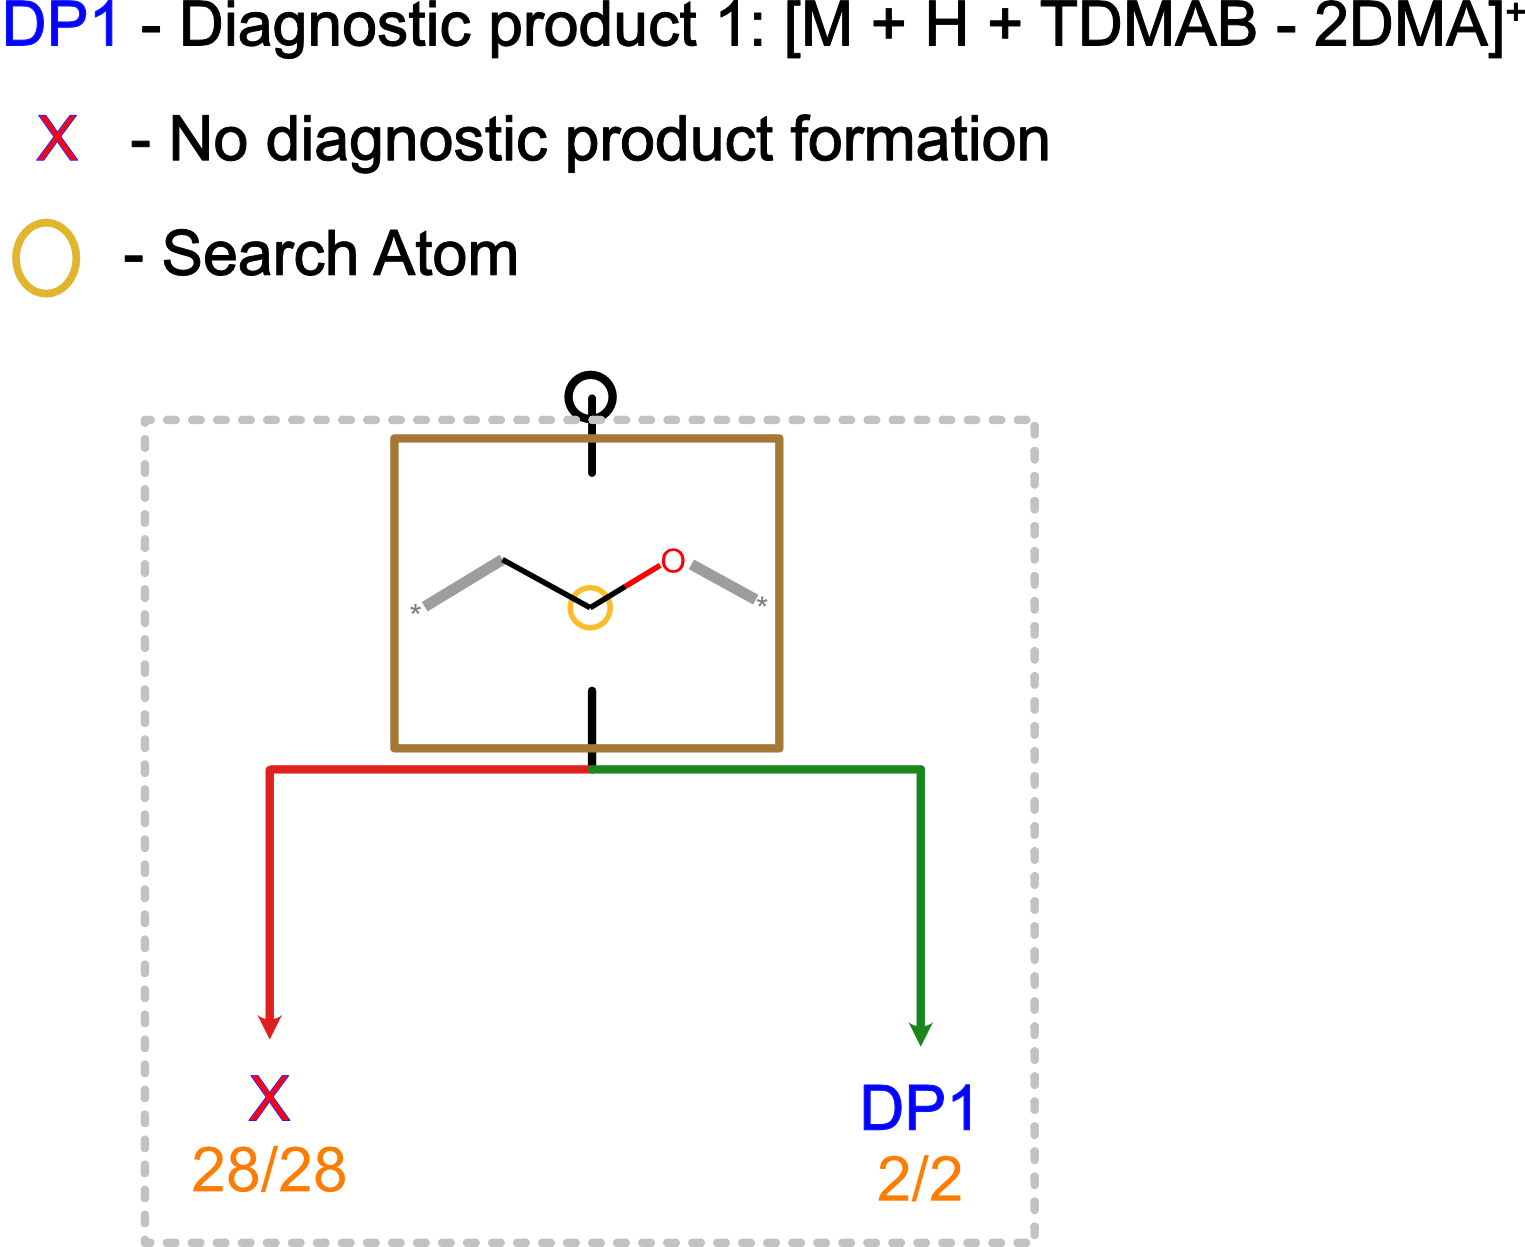 DP1 - Diagnostic product 1: [M + H + TDMAB - 2DMA]⁺
X - No diagnostic product formation
- Search Atom
O
* *
X DP1
28/28 2/2